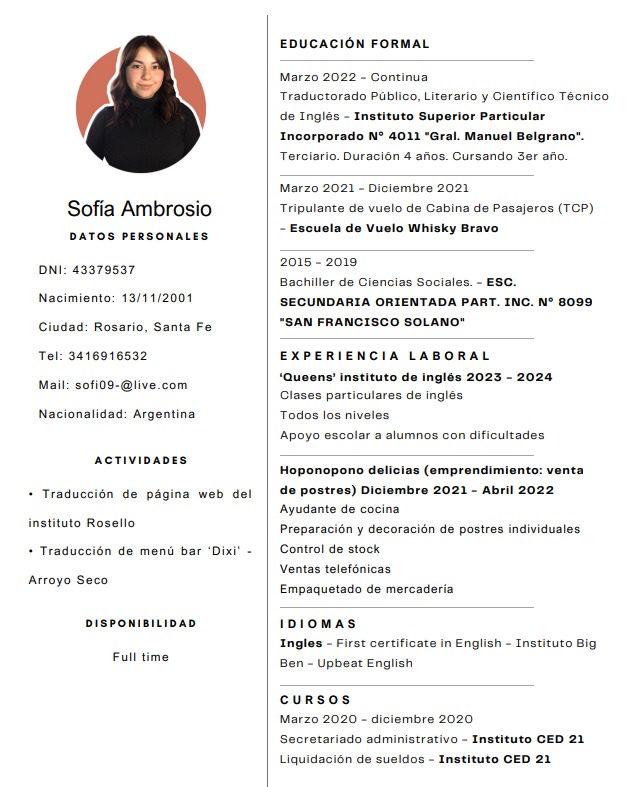 Sofía Ambrosio
DATOS PERSONALES
DNI: 43379537
Nacimiento: 13/11/2001
Ciudad: Rosario, Santa Fe
Tel: 3416916532
Mail: sofi09-@live.com
Nacionalidad: Argentina
ACTIVIDADES
• Traducción de página web del
instituto Rosello
• Traducción de menú bar ‘Dixi’ -
Arroyo Seco
DISPONIBILIDAD
Full time
EDUCACIÓN FORMAL
Marzo 2022 – Continua
Traductorado Público, Literario y Científico Técnico
de Inglés – Instituto Superior Particular
Incorporado N° 4011 "Gral. Manuel Belgrano".
Terciario. Duración 4 años. Cursando 3er año.
Marzo 2021 – Diciembre 2021
Tripulante de vuelo de Cabina de Pasajeros (TCP)
– Escuela de Vuelo Whisky Bravo
2015 – 2019
Bachiller de Ciencias Sociales. – ESC.
SECUNDARIA ORIENTADA PART. INC. N° 8099
"SAN FRANCISCO SOLANO"
EXPERIENCIA LABORAL
‘Queens’ instituto de inglés 2023 – 2024
Clases particulares de inglés
Todos los niveles
Apoyo escolar a alumnos con dificultades
Hoponopono delicias (emprendimiento: venta
de postres) Diciembre 2021 – Abril 2022
Ayudante de cocina
Preparación y decoración de postres individuales
Control de stock
Ventas telefónicas
Empaquetado de mercadería
IDIOMAS
Ingles – First certificate in English – Instituto Big
Ben – Upbeat English
CURSOS
Marzo 2020 – diciembre 2020
Secretariado administrativo – Instituto CED 21
Liquidación de sueldos – Instituto CED 21